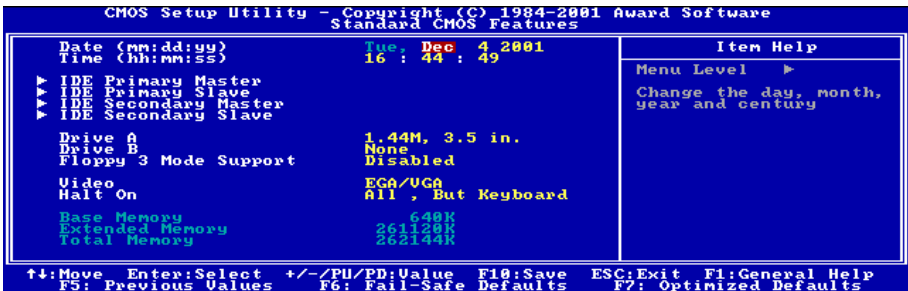 CMOS Setup Utility - Copyright (C) 1984-2001 Award Software
Standard CMOS Features
Date (mm:dd:yy) Tue, Dec 4 2001
Time (hh:mm:ss) 16 : 44 : 49
► IDE Primary Master
► IDE Primary Slave
► IDE Secondary Master
► IDE Secondary Slave
Drive A 1.44M, 3.5 in.
Drive B None
Floppy 3 Mode Support Disabled
Video EGA/VGA
Halt On All , But Keyboard
Base Memory 640K
Extended Memory 261120K
Total Memory 262144K
Item Help
Menu Level ►
Change the day, month,
year and century
↑↓:Move Enter:Select +/-/PU/PD:Value F10:Save ESC:Exit F1:General Help
F5: Previous Values F6: Fail-Safe Defaults F7: Optimized Defaults